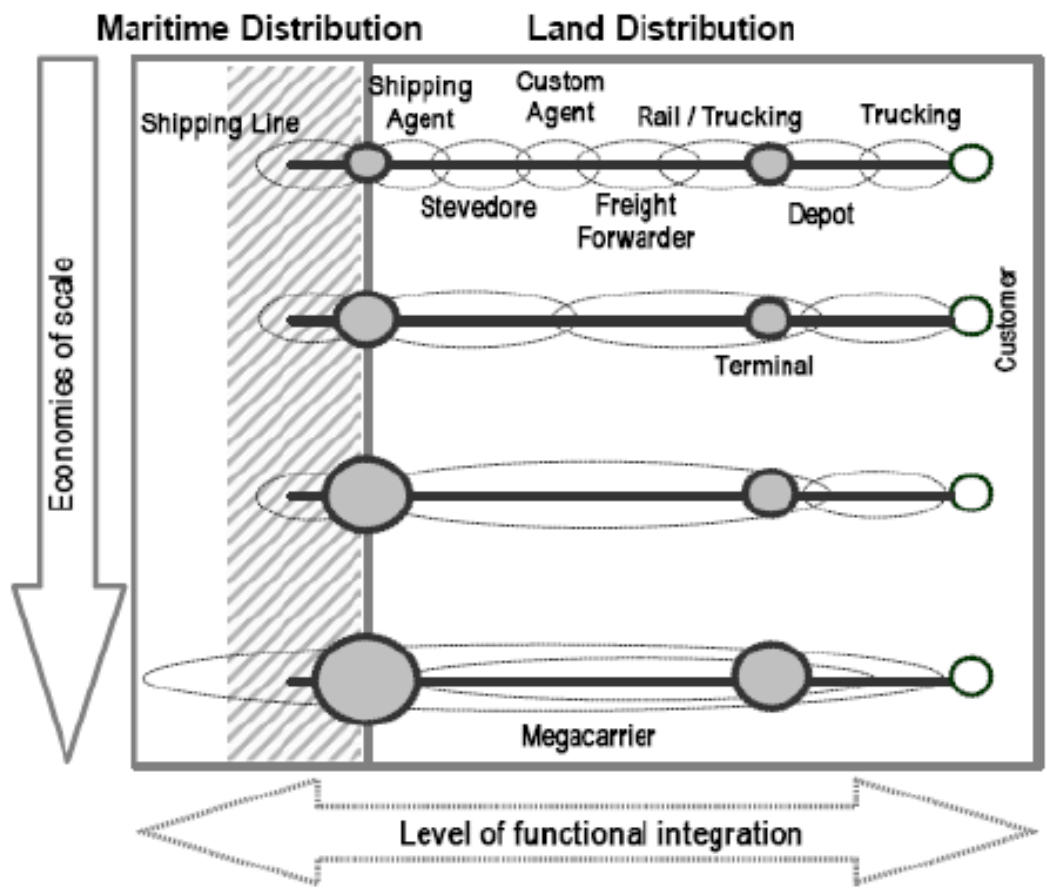 Maritime Distribution
Land Distribution
Shipping
Agent
Custom
Agent
Shipping Line
Rail / Trucking
Trucking
Stevedore
Freight
Forwarder
Depot
Economies of scale
Customer
Terminal
Megacarrier
Level of functional integration